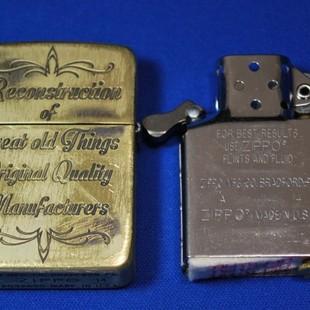 Reconstruction
of
Great old Things
Original Quality
Manufacturers
FOR BEST RESULTS
USE ZIPPO®
FLINTS AND FLUID
ZIPPO MFG. CO. BRADFORD
A
ZIPPO® MADE IN U.S.